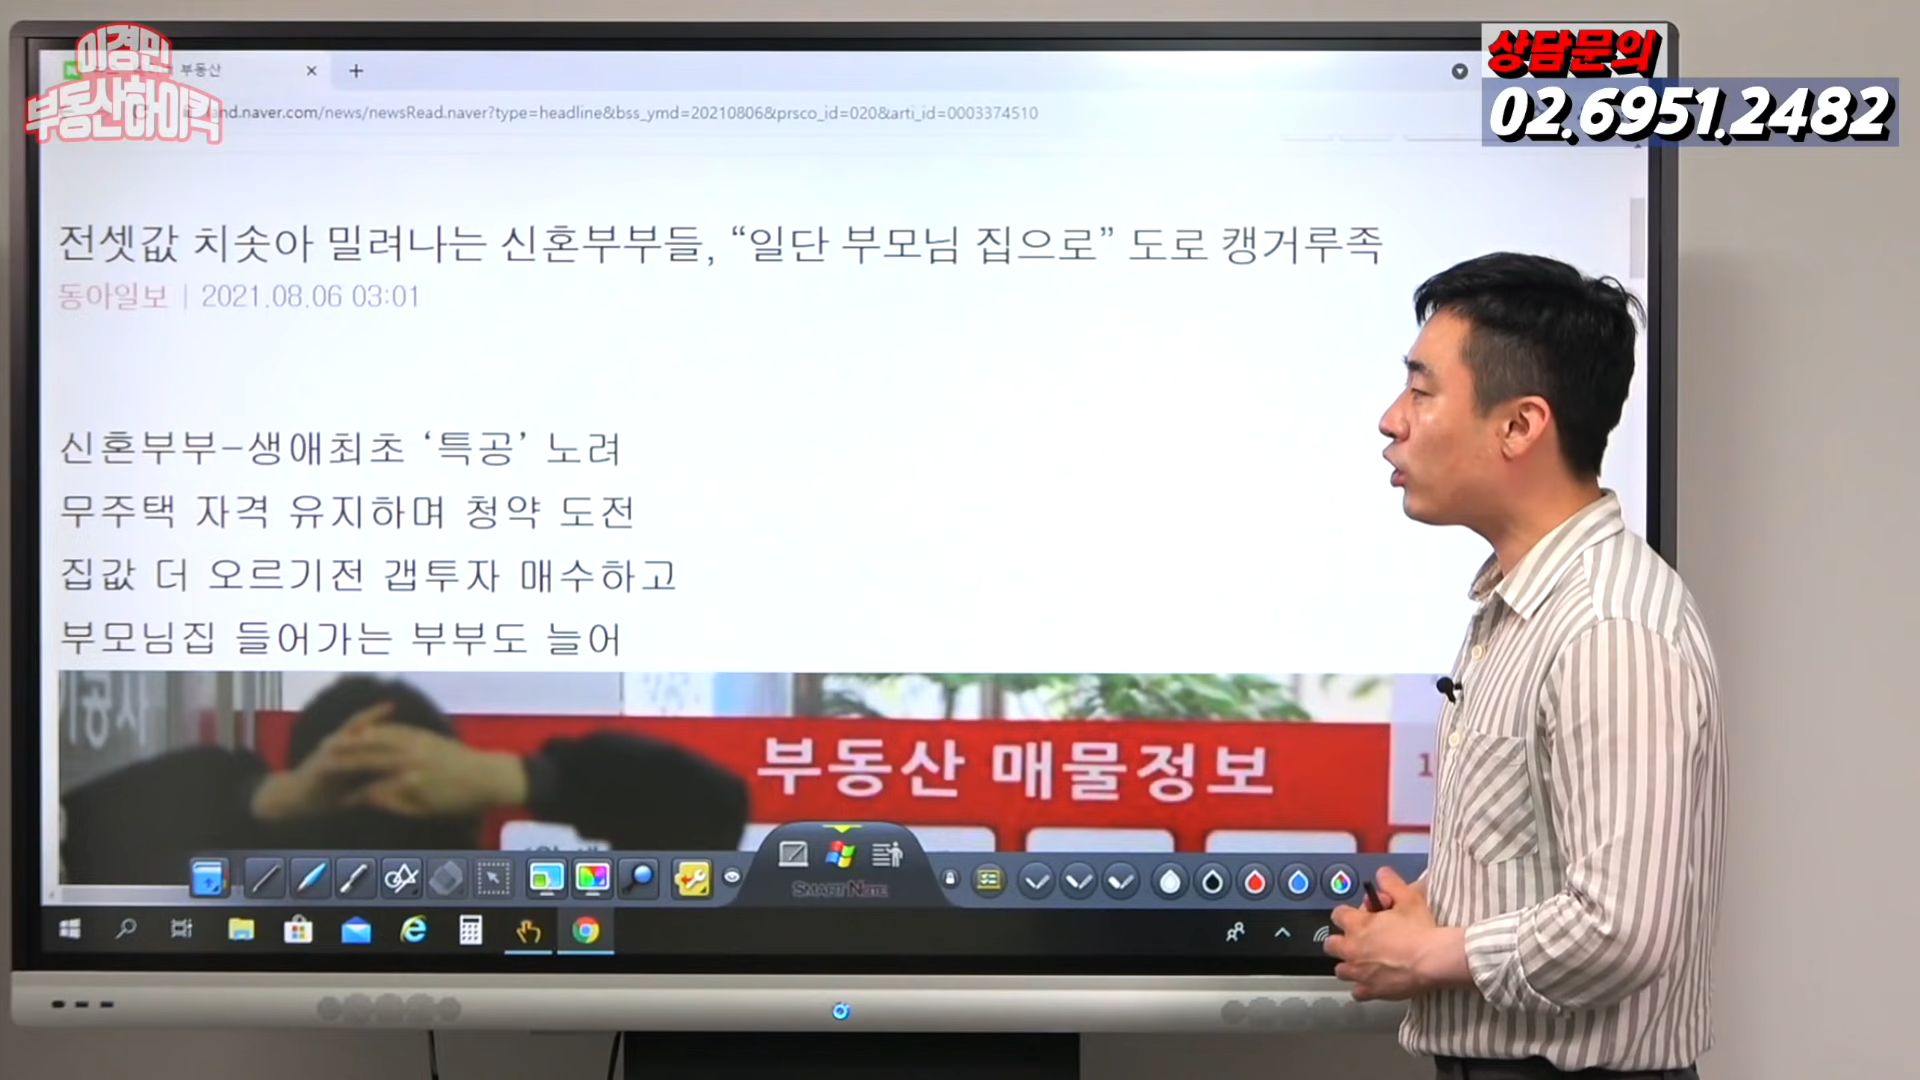 이경민
부동산하이킥
부동산
상담문의
02.6951.2482
and.naver.com/news/newsRead.naver?type=headline&bss_ymd=20210806&prsco_id=020&arti_id=0003374510
전셋값 치솟아 밀려나는 신혼부부들, “일단 부모님 집으로” 도로 캥거루족
동아일보 | 2021.08.06 03:01
신혼부부-생애최초 ‘특공’ 노려
무주택 자격 유지하며 청약 도전
집값 더 오르기전 갭투자 매수하고
부모님집 들어가는 부부도 늘어
부동산 매물정보
SMART NOTE